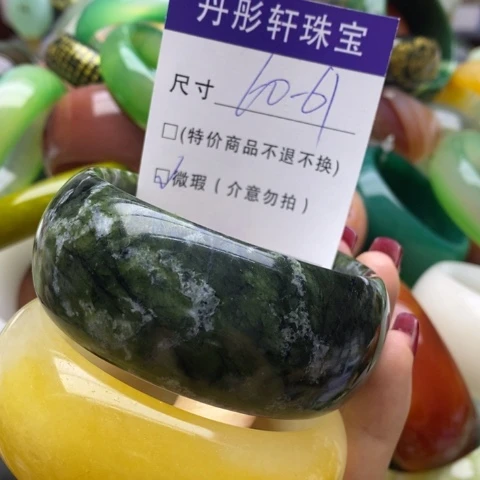 丹彤轩珠宝
尺寸 60-61
□(特价商品不退不换)
☑微瑕(介意勿拍)